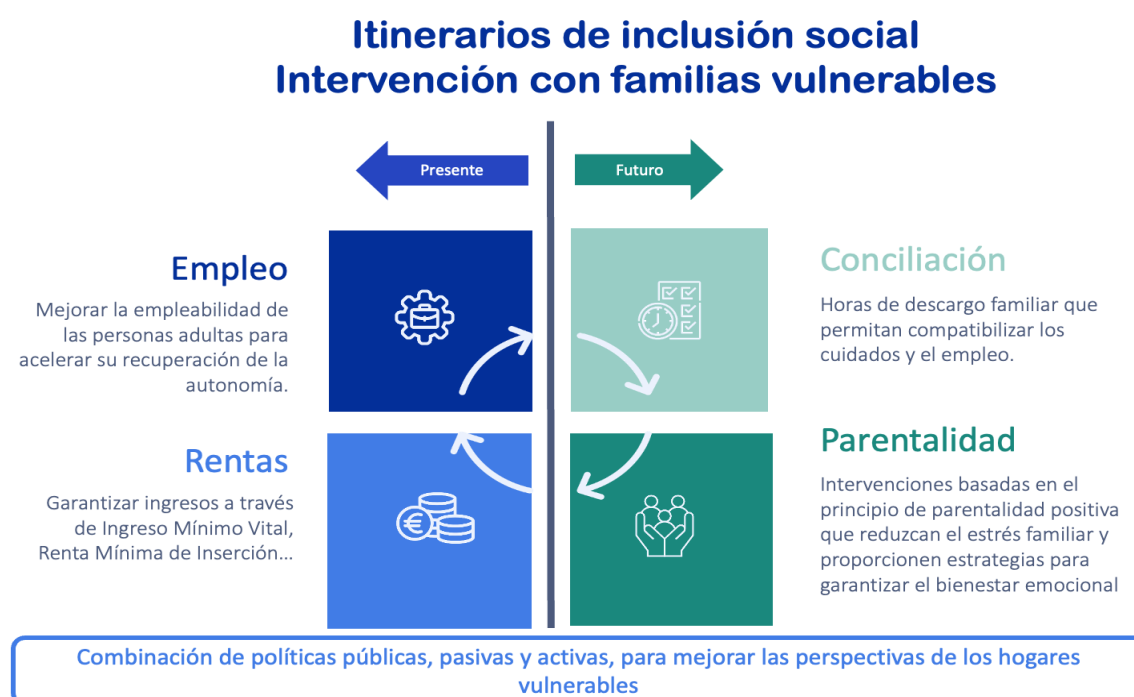 Itinerarios de inclusión social
Intervención con familias vulnerables
Presente
Futuro
Empleo
Mejorar la empleabilidad de
las personas adultas para
acelerar su recuperación de la
autonomía.
Conciliación
Horas de descargo familiar que
permitan compatibilizar los
cuidados y el empleo.
Rentas
Garantizar ingresos a través
de Ingreso Mínimo Vital,
Renta Mínima de Inserción...
Parentalidad
Intervenciones basadas en el
principio de parentalidad positiva
que reduzcan el estrés familiar y
proporcionen estrategias para
garantizar el bienestar emocional
Combinación de políticas públicas, pasivas y activas, para mejorar las perspectivas de los hogares
vulnerables